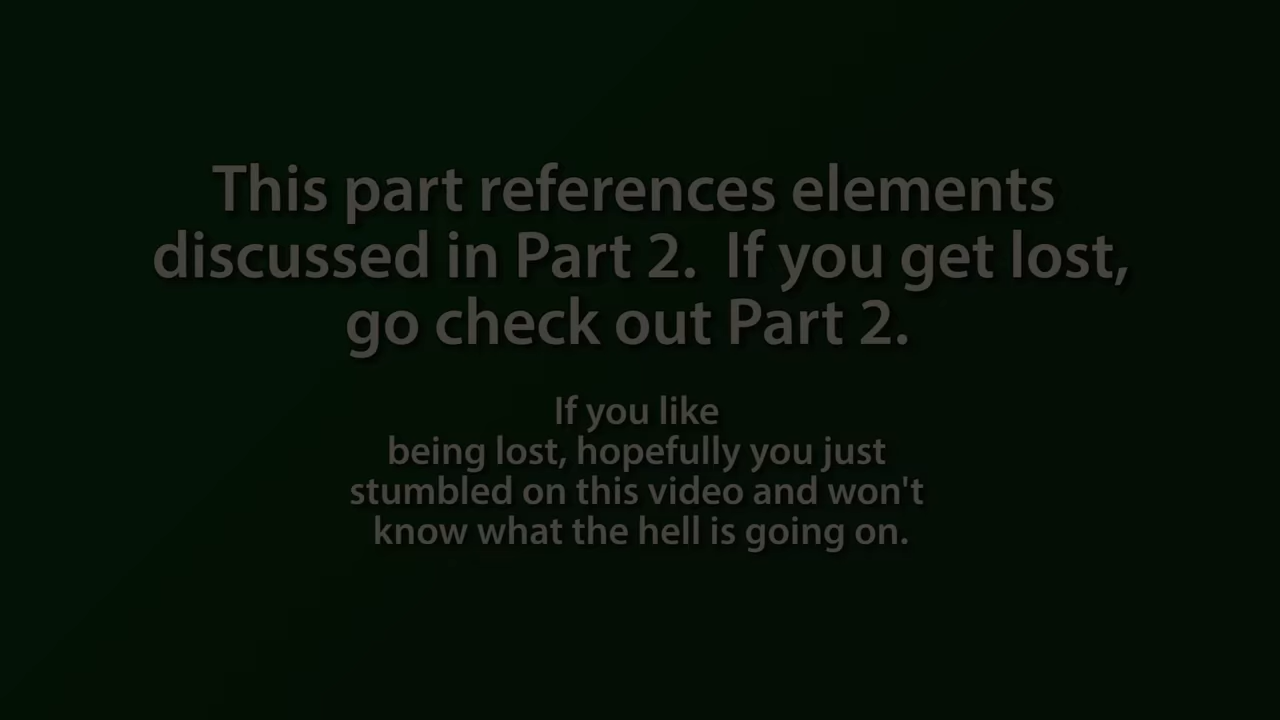 This part references elements
discussed in Part 2.  If you get lost,
go check out Part 2.
If you like
being lost, hopefully you just
stumbled on this video and won't
know what the hell is going on.